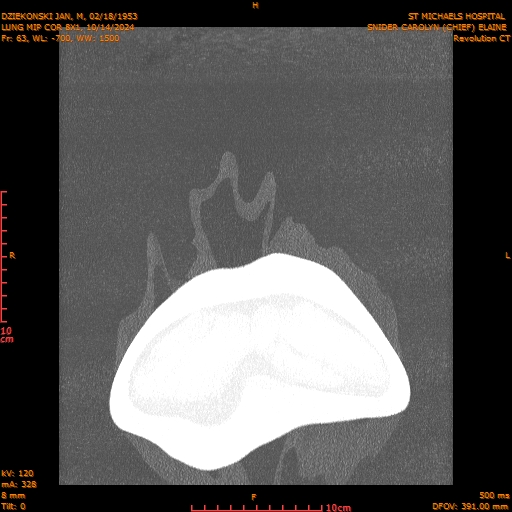 H
DZIEKONSKI JAN, M, 02/18/1953
LUNG MIP COR 8X1, 10/14/2024
Fr: 63, WL: -700, WW: 1500
ST MICHAELS HOSPITAL
SNIDER CAROLYN (CHIEF) ELAINE
Revolution CT
R
L
10
cm
kV: 120
mA: 328
8 mm
Tilt: 0
F
10cm
500 ms
DFOV: 391.00 mm